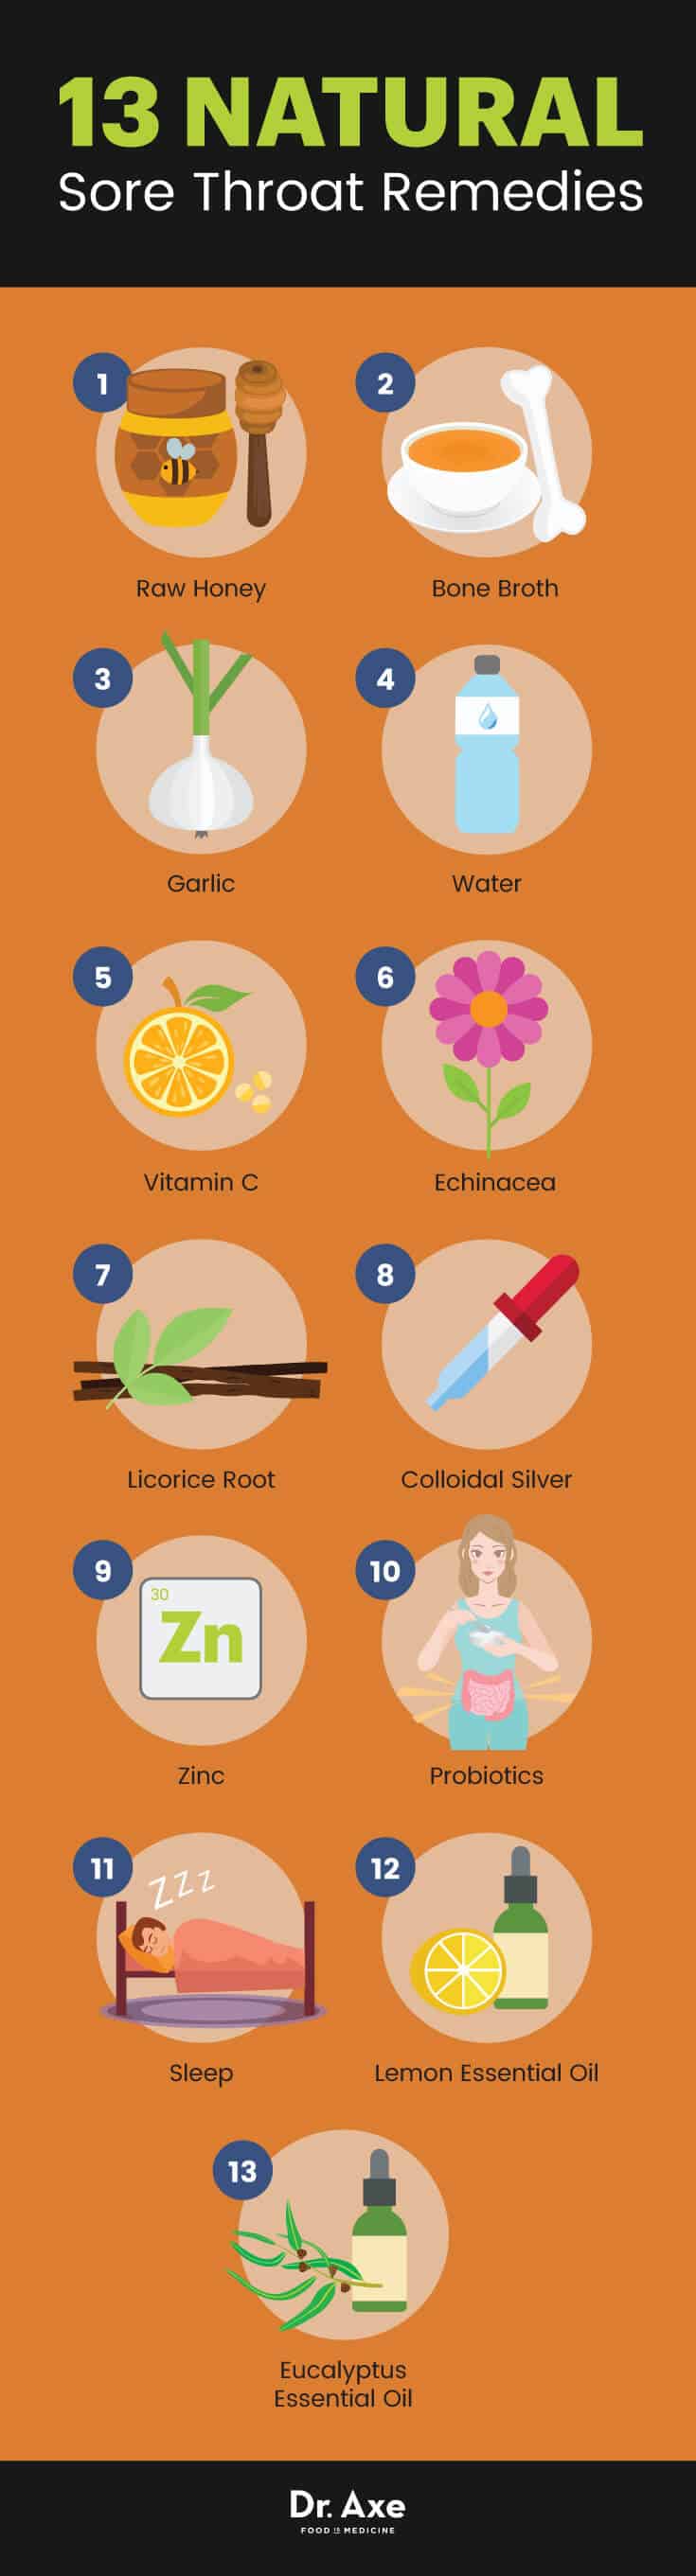 13 NATURAL
Sore Throat Remedies
1
2
Raw Honey
Bone Broth
3
4
Garlic
Water
5
6
Vitamin C
Echinacea
7
8
Licorice Root
Colloidal Silver
9
10
30
Zn
Zinc
Probiotics
11
12
ZZZ
Sleep
Lemon Essential Oil
13
Eucalyptus
Essential Oil
Dr. Axe
FOOD IS MEDICINE